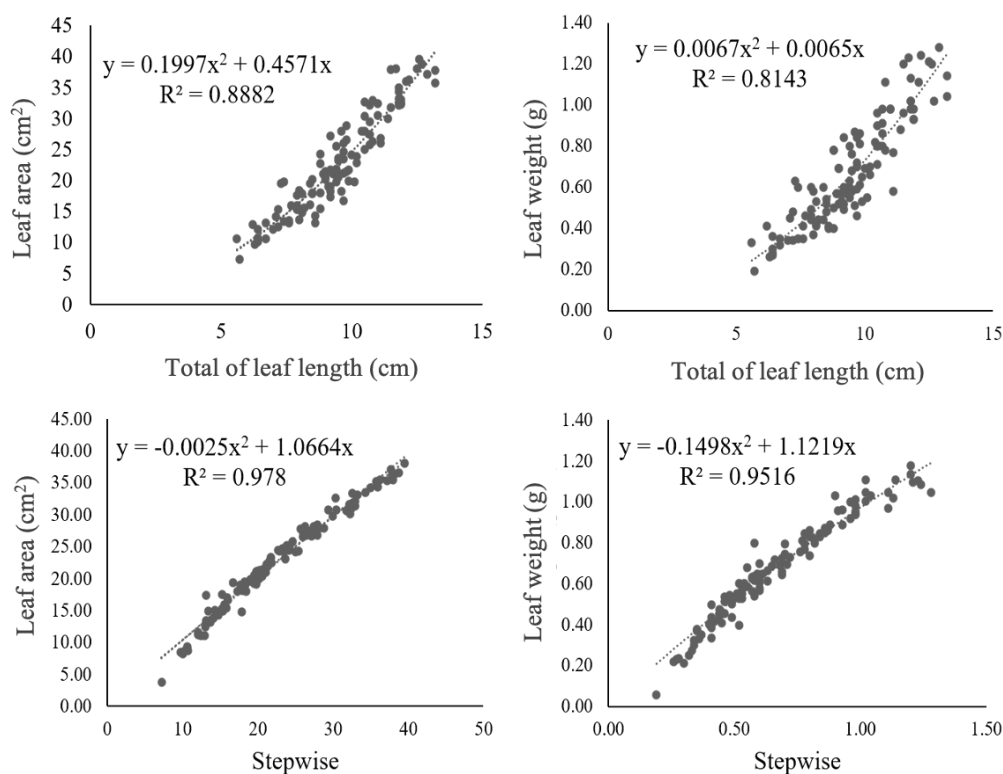 45
40
35
30
25
20
15
10
5
0
Leaf area (cm²)
y = 0.1997x² + 0.4571x
R² = 0.8882
0 5 10 15
Total of leaf length (cm)
1.40
1.20
1.00
0.80
0.60
0.40
0.20
0.00
Leaf weight (g)
y = 0.0067x² + 0.0065x
R² = 0.8143
0 5 10 15
Total of leaf length (cm)
45.00
40.00
35.00
30.00
25.00
20.00
15.00
10.00
5.00
0.00
Leaf area (cm²)
y = -0.0025x² + 1.0664x
R² = 0.978
0 10 20 30 40 50
Stepwise
1.40
1.20
1.00
0.80
0.60
0.40
0.20
0.00
Leaf weight (g)
y = -0.1498x² + 1.1219x
R² = 0.9516
0.00 0.50 1.00 1.50
Stepwise